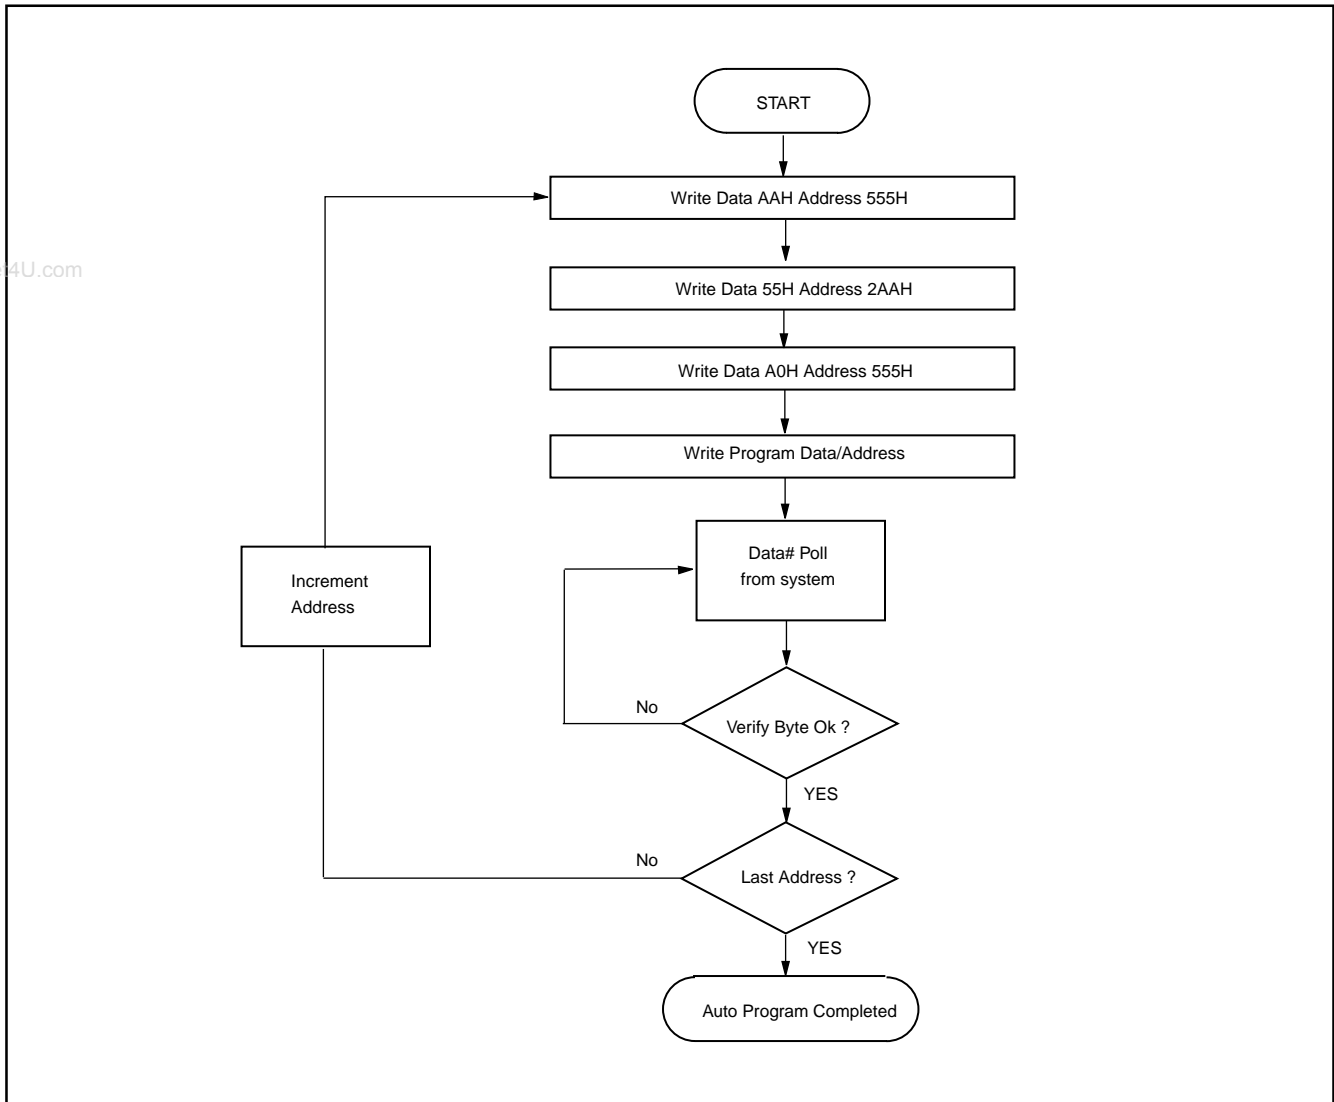 START
Write Data AAH Address 555H
4U.com
Write Data 55H Address 2AAH
Write Data A0H Address 555H
Write Program Data/Address
Data# Poll
from system
Increment
Address
No
Verify Byte Ok ?
YES
No
Last Address ?
YES
Auto Program Completed